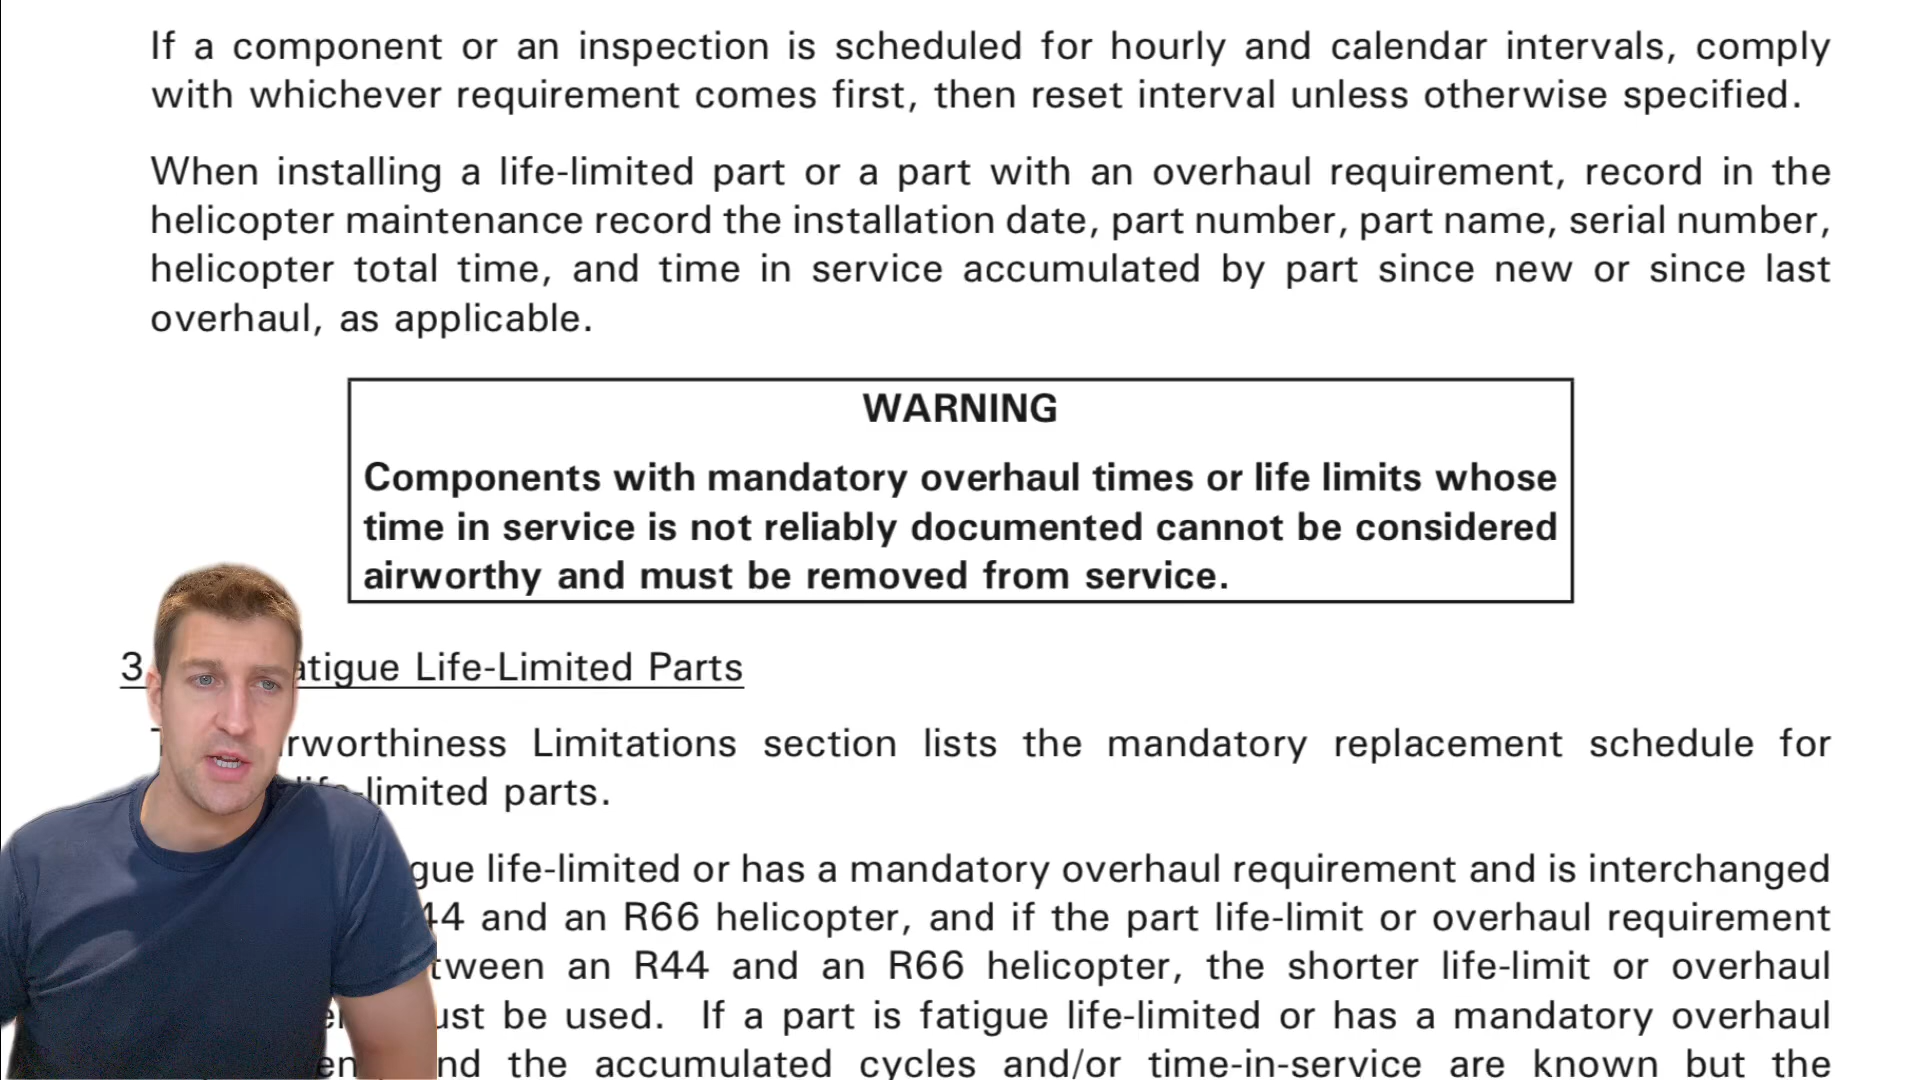 If a component or an inspection is scheduled for hourly and calendar intervals, comply
with whichever requirement comes first, then reset interval unless otherwise specified.
When installing a life-limited part or a part with an overhaul requirement, record in the
helicopter maintenance record the installation date, part number, part name, serial number,
helicopter total time, and time in service accumulated by part since new or since last
overhaul, as applicable.
WARNING
Components with mandatory overhaul times or life limits whose
time in service is not reliably documented cannot be considered
airworthy and must be removed from service.
3 Life-Limited Parts
Limitations section lists the mandatory replacement schedule for
parts.
life-limited or has a mandatory overhaul requirement and is interchanged
and an R66 helicopter, and if the part life-limit or overhaul requirement
an R44 and an R66 helicopter, the shorter life-limit or overhaul
be used. If a part is fatigue life-limited or has a mandatory overhaul
the accumulated cycles and/or time-in-service are known but the